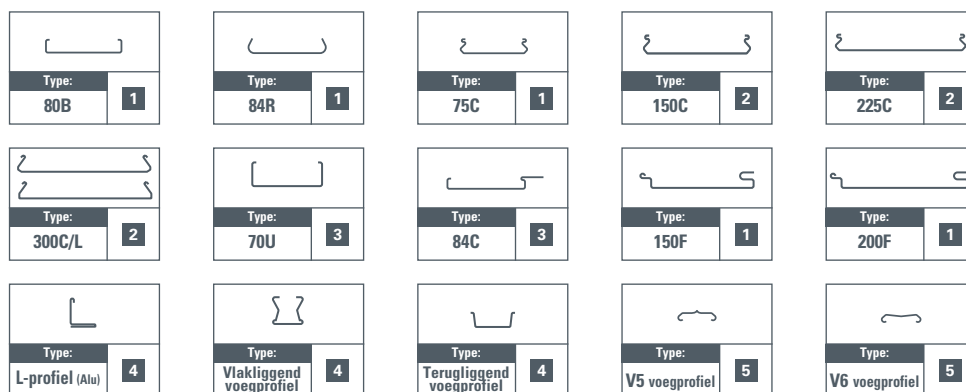 Type:
80B
1
Type:
84R
1
Type:
75C
1
Type:
150C
2
Type:
225C
2
Type:
300C/L
2
Type:
70U
3
Type:
84C
3
Type:
150F
1
Type:
200F
1
Type:
L-profiel (Alu)
4
Type:
Vlakliggend
voegprofiel
4
Type:
Terugliggend
voegprofiel
4
Type:
V5 voegprofiel
5
Type:
V6 voegprofiel
5